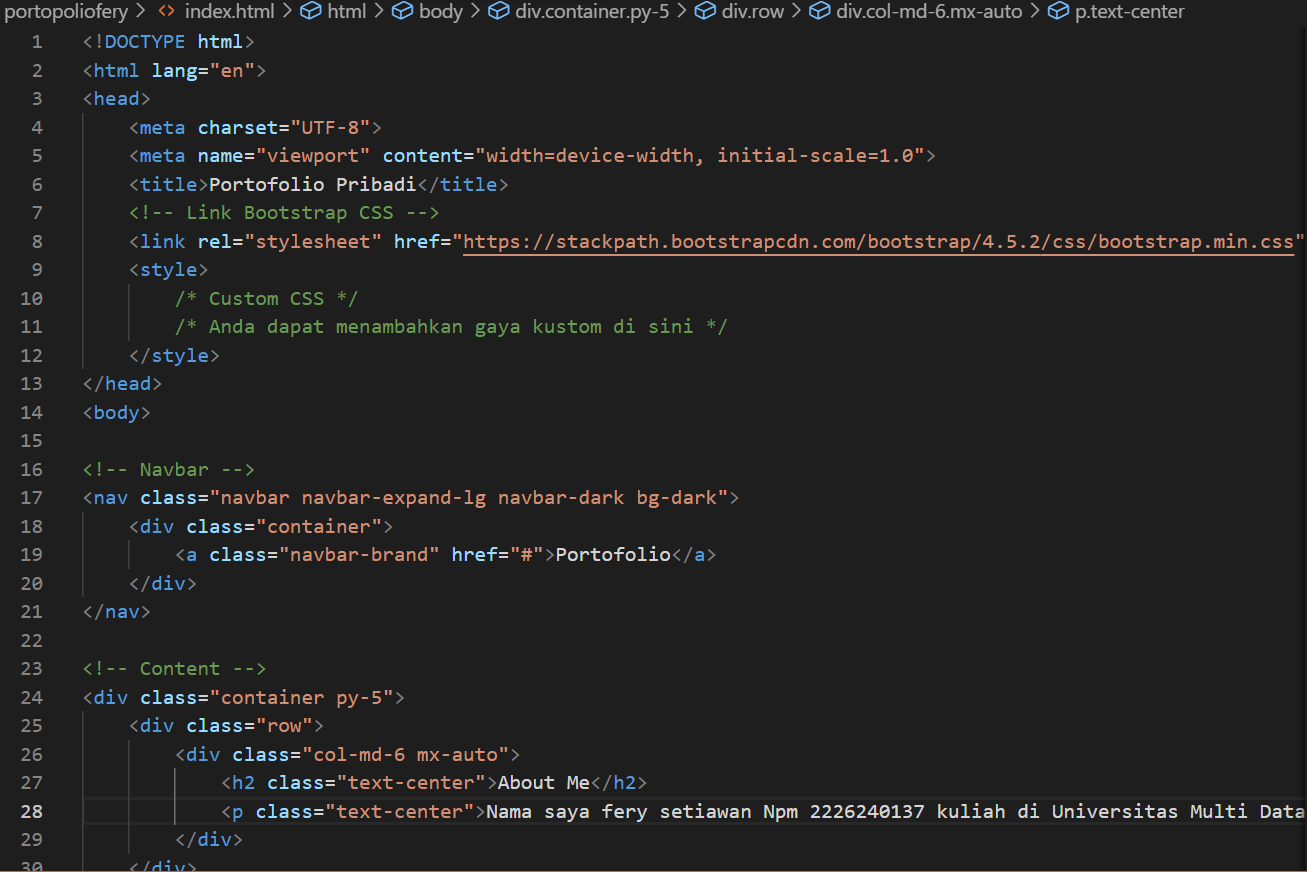 portopoliofery > index.html > html > body > div.container.py-5 > div.row > div.col-md-6.mx-auto > p.text-center
1 <!DOCTYPE html>
2 <html lang="en">
3 <head>
4 <meta charset="UTF-8">
5 <meta name="viewport" content="width=device-width, initial-scale=1.0">
6 <title>Portofolio Pribadi</title>
7 <!-- Link Bootstrap CSS -->
8 <link rel="stylesheet" href="https://stackpath.bootstrapcdn.com/bootstrap/4.5.2/css/bootstrap.min.css"
9 <style>
10 /* Custom CSS */
11 /* Anda dapat menambahkan gaya kustom di sini */
12 </style>
13 </head>
14 <body>
15
16 <!-- Navbar -->
17 <nav class="navbar navbar-expand-lg navbar-dark bg-dark">
18 <div class="container">
19 <a class="navbar-brand" href="#">Portofolio</a>
20 </div>
21 </nav>
22
23 <!-- Content -->
24 <div class="container py-5">
25 <div class="row">
26 <div class="col-md-6 mx-auto">
27 <h2 class="text-center">About Me</h2>
28 <p class="text-center">Nama saya fery setiawan Npm 2226240137 kuliah di Universitas Multi Data
29 </div>
30 </div>